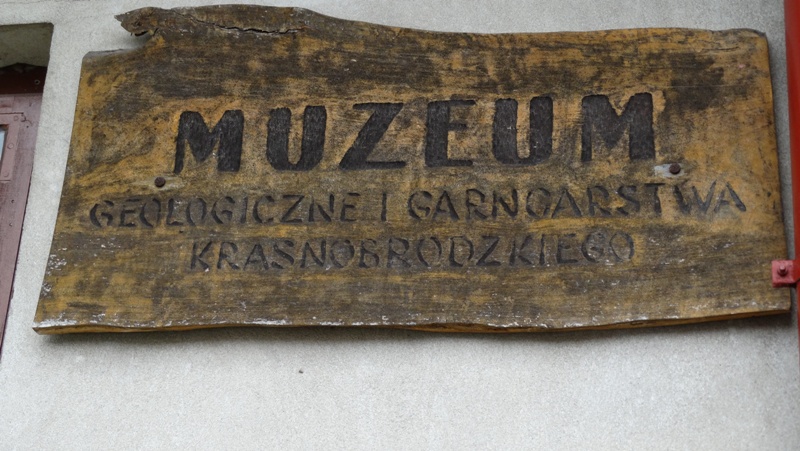 MUZEUM
GEOLOGICZNE I GARNCARSTWA
KRASNOBRODZKIEGO